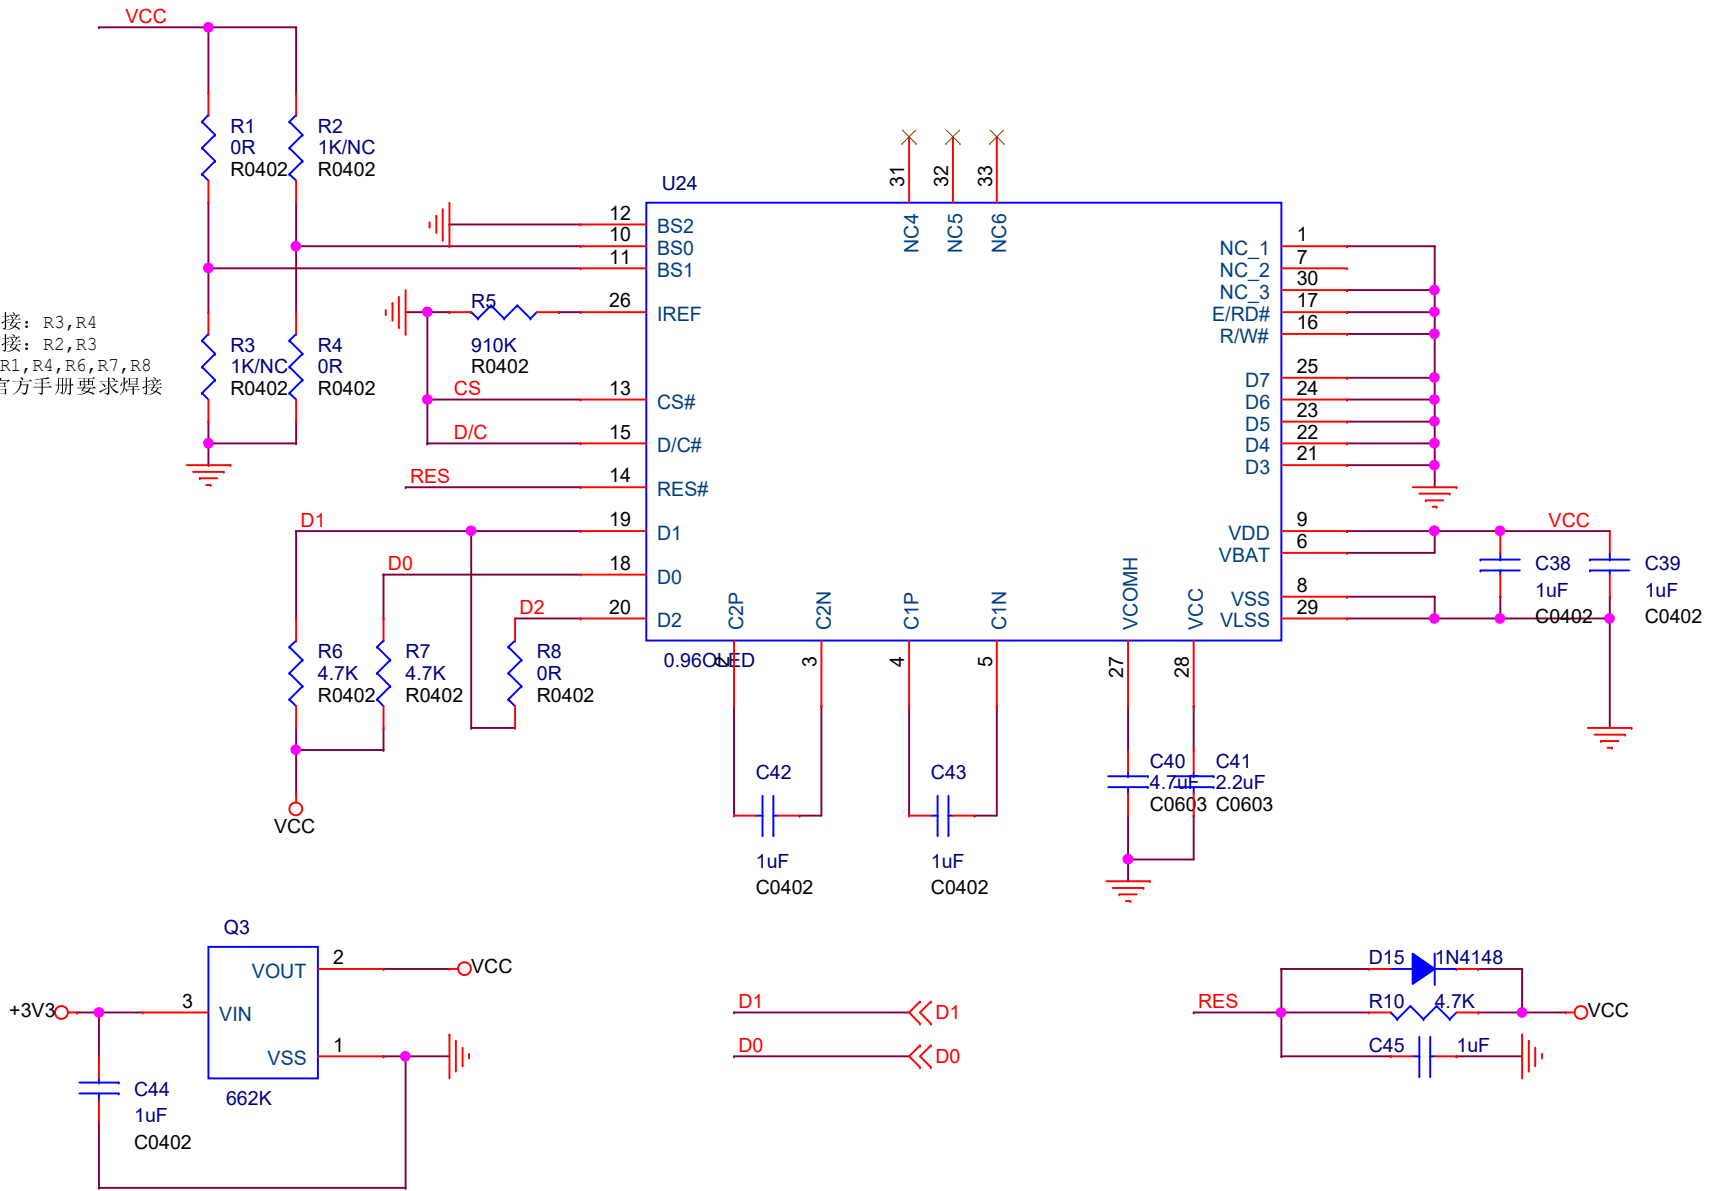 VCC
R1
0R
R0402
R2
1K/NC
R0402
接：R3,R4
接：R2,R3
R1,R4,R6,R7,R8
官方手册要求焊接
R3
1K/NC
R0402
R4
0R
R0402
U24
31
32
33
NC4
NC5
NC6
12
BS2
10
BS0
11
BS1
R5
910K
R0402
26
IREF
CS
13
CS#
D/C
15
D/C#
RES
14
RES#
D1
19
D1
D0
18
D0
D2
20
D2
1
NC_1
7
NC_2
30
NC_3
17
E/RD#
16
R/W#
25
D7
24
D6
23
D5
22
D4
21
D3
9
VDD
6
VBAT
8
VSS
29
VLSS
VCC
C38
1uF
C0402
C39
1uF
C0402
C2P
C2N
C1P
C1N
VCOMH
VCC
0.96OLED
2
3
4
5
27
28
R6
4.7K
R0402
R7
4.7K
R0402
R8
0R
R0402
VCC
C42
1uF
C0402
C43
1uF
C0402
C40
4.7uF
C0603
C41
2.2uF
C0603
Q3
VOUT
2
VCC
+3V3
3
VIN
VSS
1
662K
C44
1uF
C0402
D1
D1
D0
D0
D15
1N4148
RES
R10
4.7K
VCC
C45
1uF